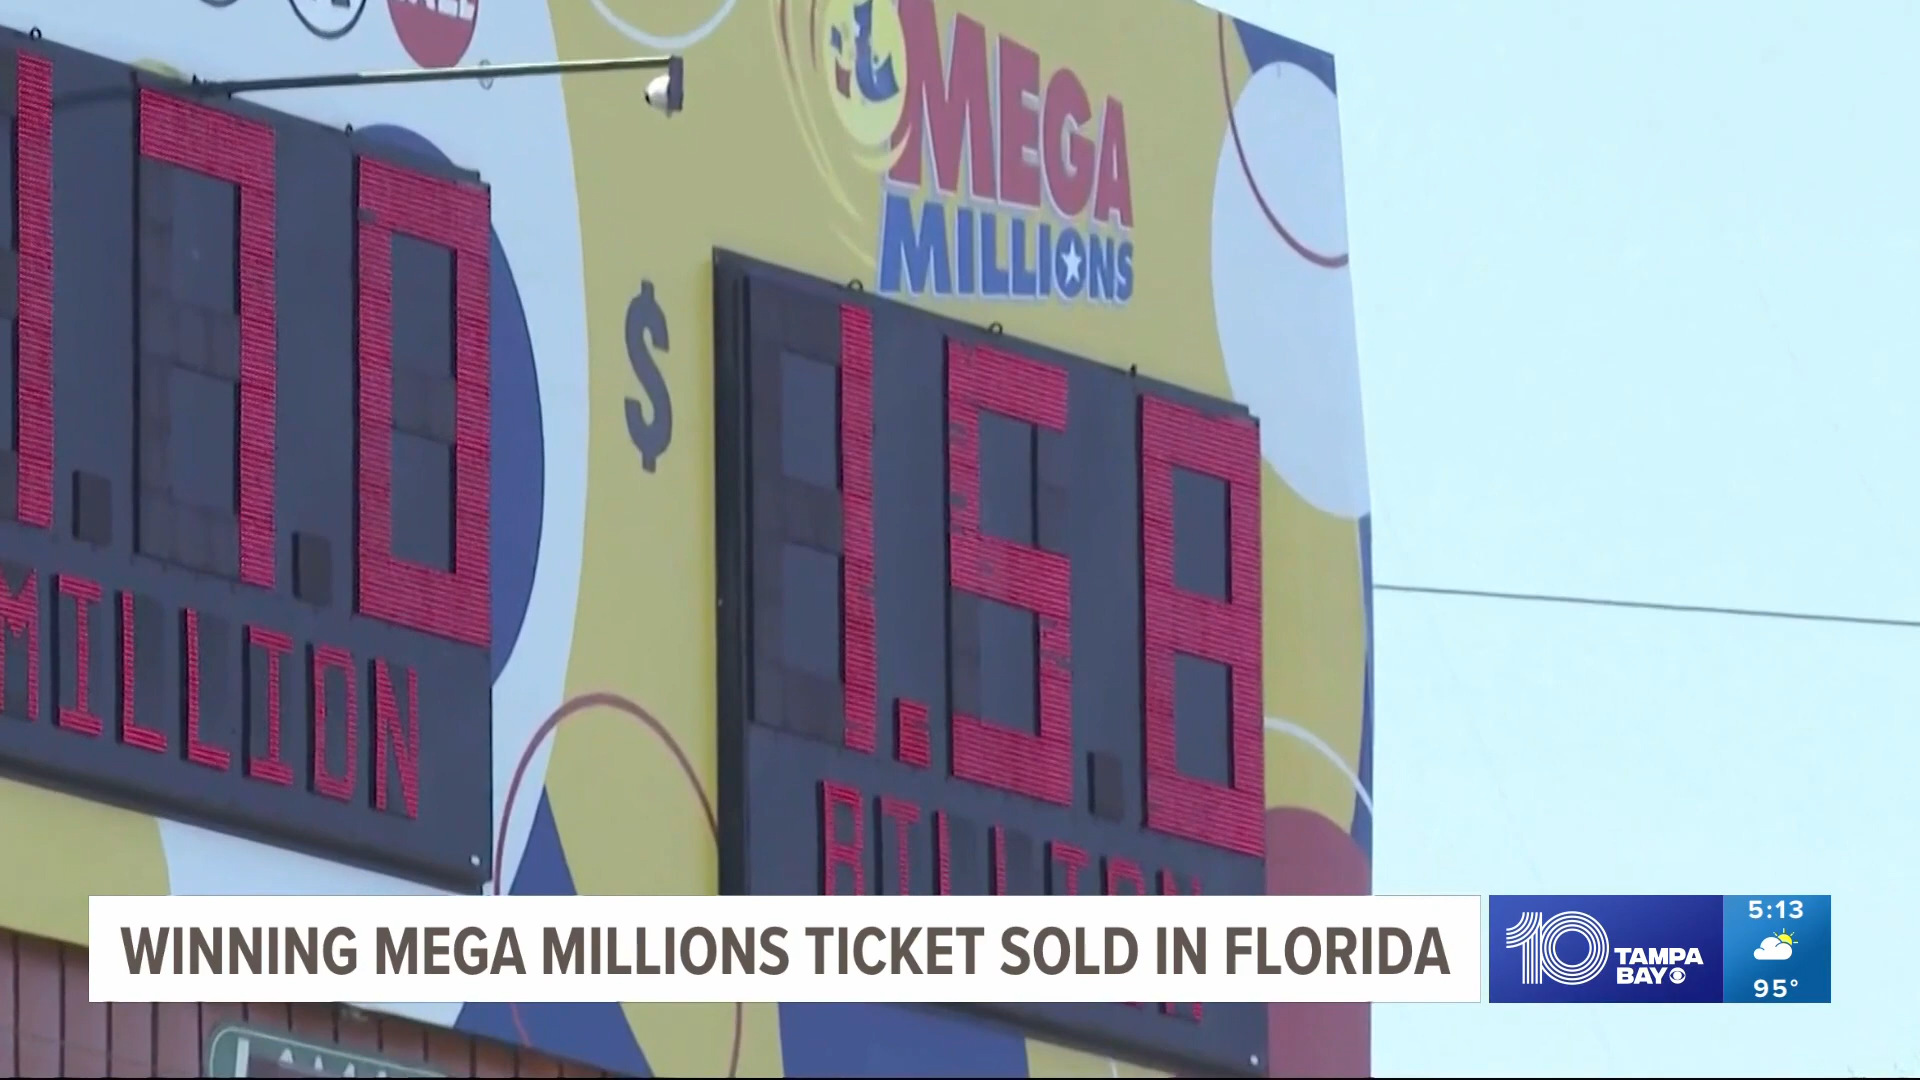 MEGA
MILLIONS
$
170
MILLION
1.58
BILLION
WINNING MEGA MILLIONS TICKET SOLD IN FLORIDA
10
TAMPA
BAY
5:13
95°